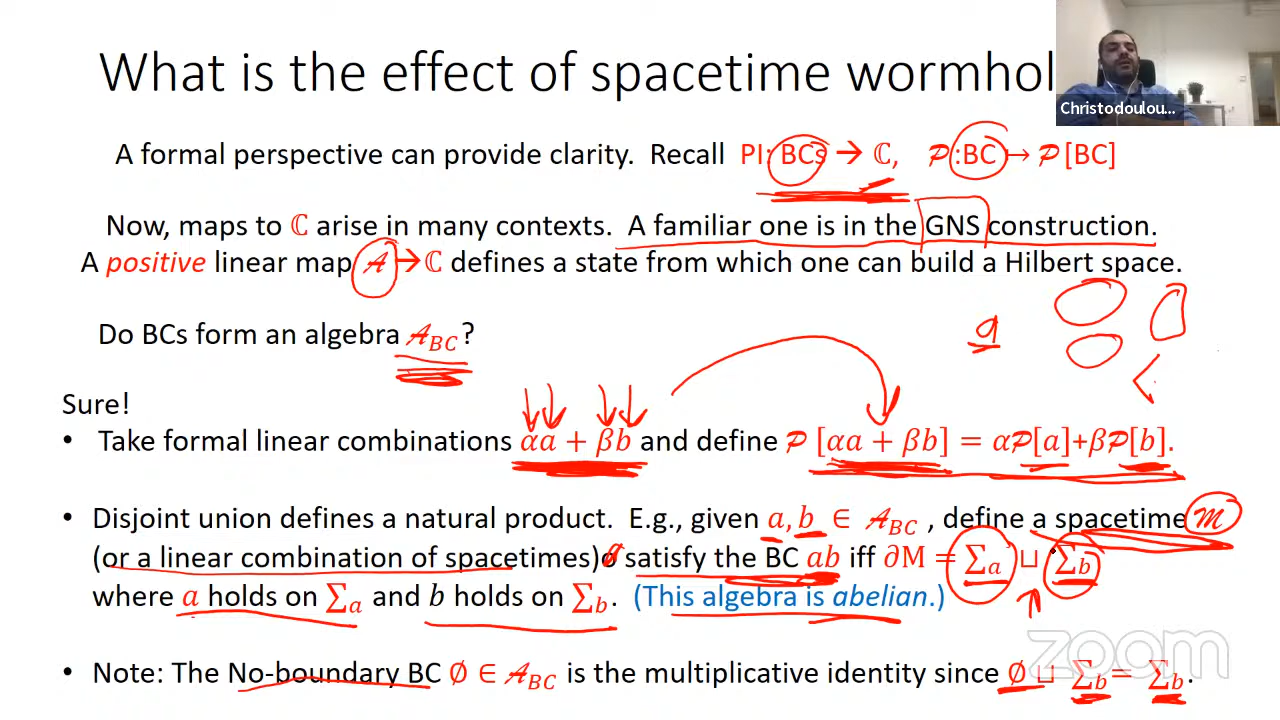 What is the effect of spacetime wormhol
Christodoulou...
A formal perspective can provide clarity. Recall PI: BCs → ℂ, 𝓟:BC ↦ 𝓟[BC]
Now, maps to ℂ arise in many contexts. A familiar one is in the GNS construction.
A positive linear map 𝒜 → ℂ defines a state from which one can build a Hilbert space.
a
Do BCs form an algebra 𝒜_BC?
Sure!
• Take formal linear combinations αa + βb and define 𝓟 [αa + βb] = α𝓟[a]+β𝓟[b].
• Disjoint union defines a natural product. E.g., given a, b ∈ 𝒜_BC , define a spacetime 𝓜
(or a linear combination of spacetimes) satisfy the BC ab iff ∂M = Σ_a ⊔ Σ_b
where a holds on Σ_a and b holds on Σ_b. (This algebra is abelian.)
zoom
• Note: The No-boundary BC ∅ ∈ 𝒜_BC is the multiplicative identity since ∅ ⊔ Σ_b = Σ_b.